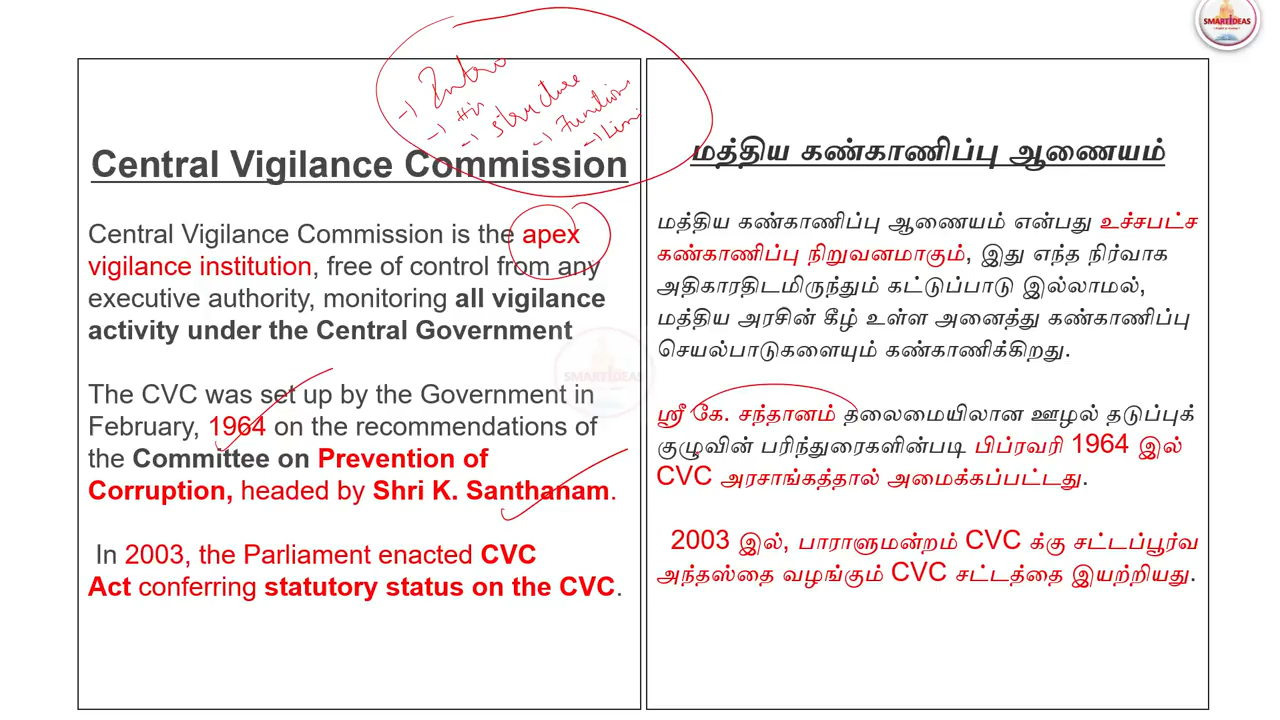 SMARTIDEAS
Intro
His
structure
Functions
Central Vigilance Commission
Central Vigilance Commission is the apex
vigilance institution, free of control from any
executive authority, monitoring all vigilance
activity under the Central Government
The CVC was set up by the Government in
February, 1964 on the recommendations of
the Committee on Prevention of
Corruption, headed by Shri K. Santhanam.
In 2003, the Parliament enacted CVC
Act conferring statutory status on the CVC.
மத்திய கண்காணிப்பு ஆணையம்
மத்திய கண்காணிப்பு ஆணையம் என்பது உச்சபட்ச
கண்காணிப்பு நிறுவனமாகும், இது எந்த நிர்வாக
அதிகாரதிடமிருந்தும் கட்டுப்பாடு இல்லாமல்,
மத்திய அரசின் கீழ் உள்ள அனைத்து கண்காணிப்பு
செயல்பாடுகளையும் கண்காணிக்கிறது.
ஸ்ரீ கே. சந்தானம் தலைமையிலான ஊழல் தடுப்புக்
குழுவின் பரிந்துரைகளின்படி பிப்ரவரி 1964 இல்
CVC அரசாங்கத்தால் அமைக்கப்பட்டது.
2003 இல், பாராளுமன்றம் CVC க்கு சட்டப்பூர்வ
அந்தஸ்தை வழங்கும் CVC சட்டத்தை இயற்றியது.
SMARTIDEAS